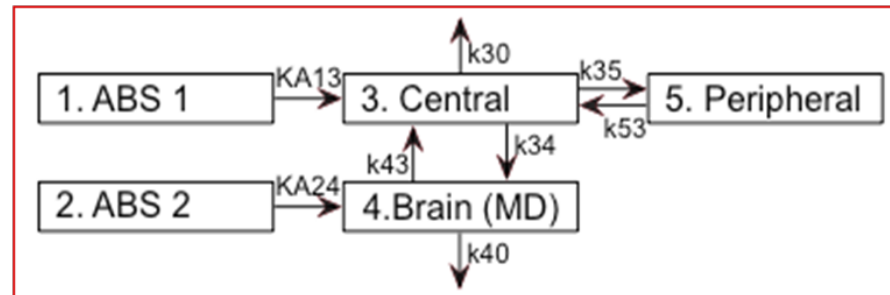 k30
KA13
k35
1. ABS 1
3. Central
5. Peripheral
k53
k34
k43
KA24
2. ABS 2
4.Brain (MD)
k40